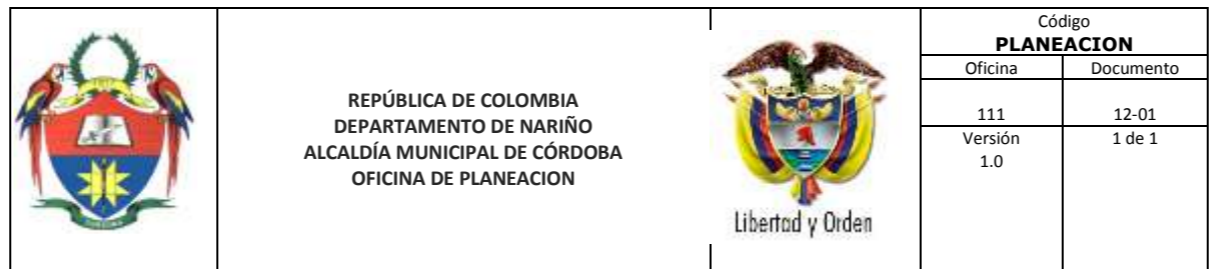 REPÚBLICA DE COLOMBIA
DEPARTAMENTO DE NARIÑO
ALCALDÍA MUNICIPAL DE CÓRDOBA
OFICINA DE PLANEACION
Libertad y Orden
Código
PLANEACION
Oficina Documento
111 12-01
Versión 1 de 1
1.0